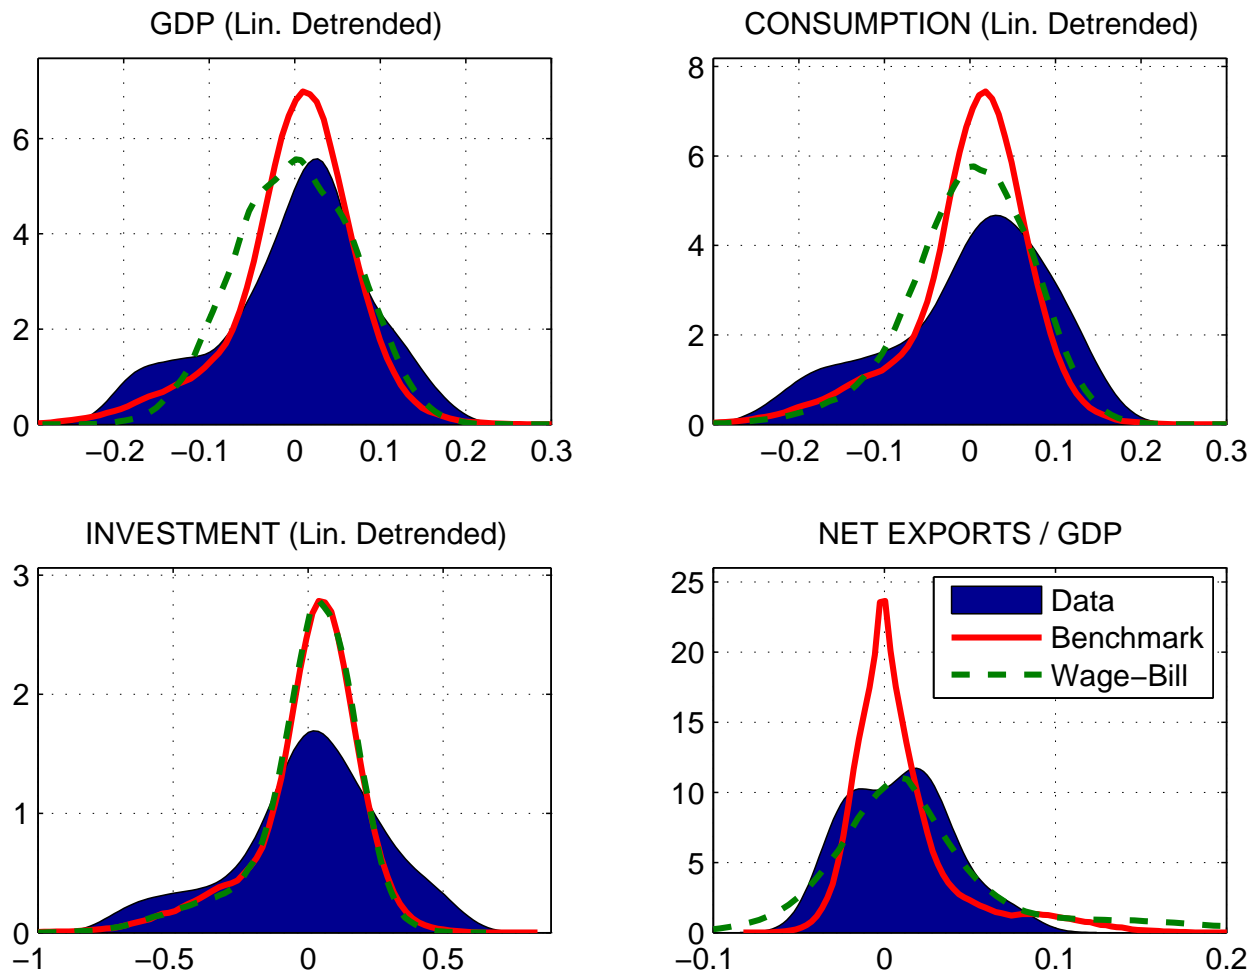 GDP (Lin. Detrended)
6
4
2
0
−0.2 −0.1 0 0.1 0.2 0.3
CONSUMPTION (Lin. Detrended)
8
6
4
2
0
−0.2 −0.1 0 0.1 0.2 0.3
INVESTMENT (Lin. Detrended)
3
2
1
0
−1 −0.5 0 0.5
NET EXPORTS / GDP
25
20
15
10
5
0
−0.1 0 0.1 0.2
Data
Benchmark
Wage−Bill